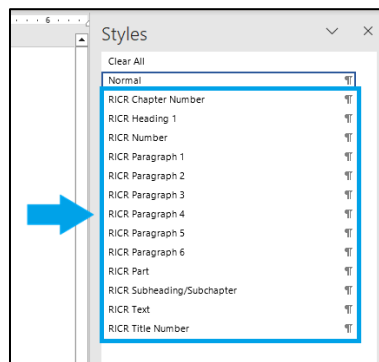 6
Styles
Clear All
Normal ¶
RICR Chapter Number ¶
RICR Heading 1 ¶
RICR Number ¶
RICR Paragraph 1 ¶
RICR Paragraph 2 ¶
RICR Paragraph 3 ¶
RICR Paragraph 4 ¶
RICR Paragraph 5 ¶
RICR Paragraph 6 ¶
RICR Part ¶
RICR Subheading/Subchapter ¶
RICR Text ¶
RICR Title Number ¶